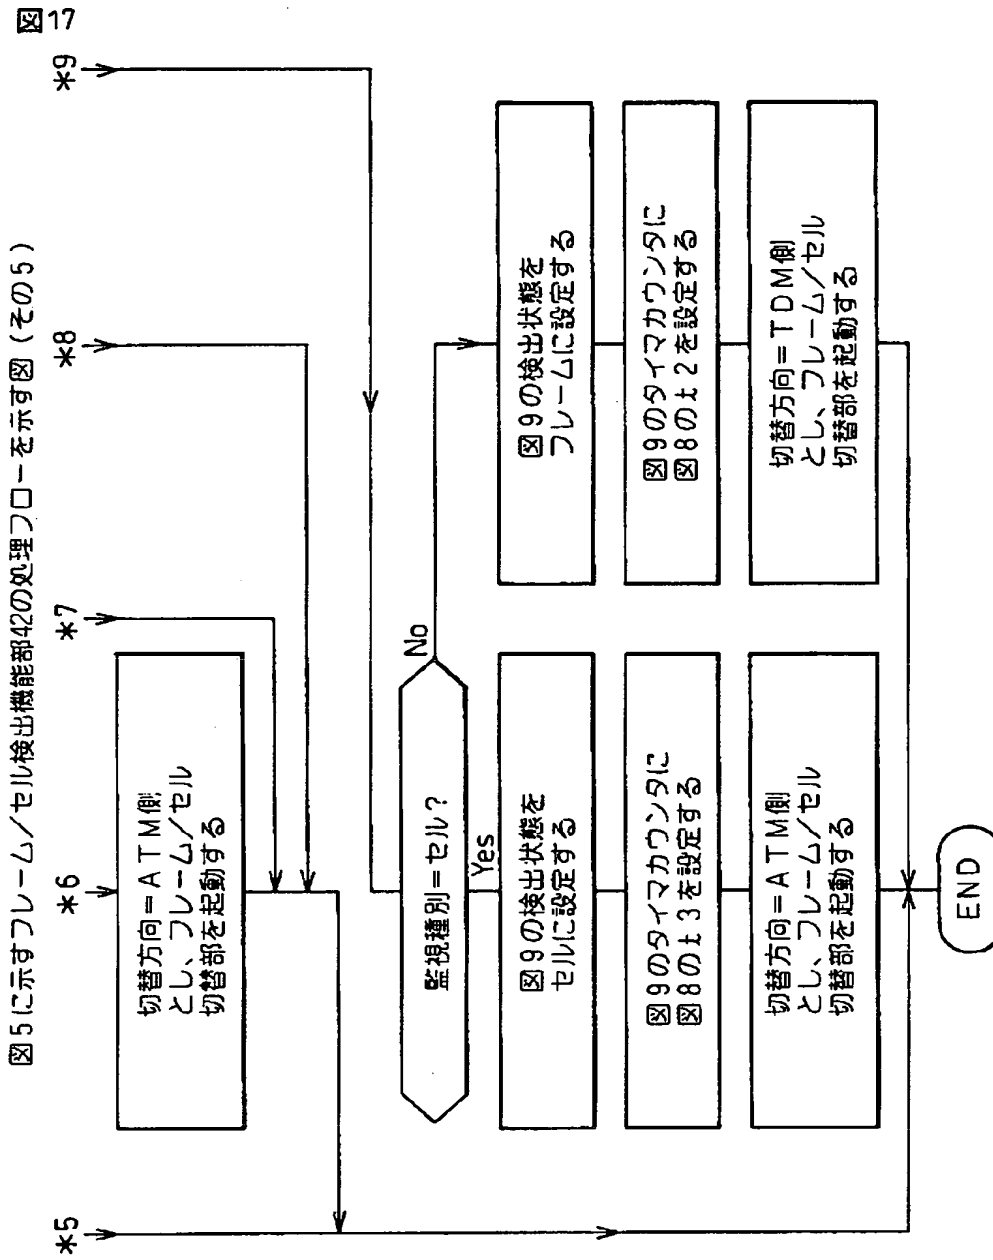 図17
図5に示すフレーム／セル検出機能部42の処理フローを示す図（その5）
*5
*6
*7
*8
*9
切替方向＝ＡＴＭ側
とし、フレーム／セル
切替部を起動する
監視種別＝セル？
No
Yes
図9の検出状態を
セルに設定する
図9のタイマカウンタに
図8のt3を設定する
切替方向＝ＡＴＭ側
とし、フレーム／セル
切替部を起動する
図9の検出状態を
フレームに設定する
図9のタイマカウンタに
図8のt2を設定する
切替方向＝ＴＤＭ側
とし、フレーム／セル
切替部を起動する
END